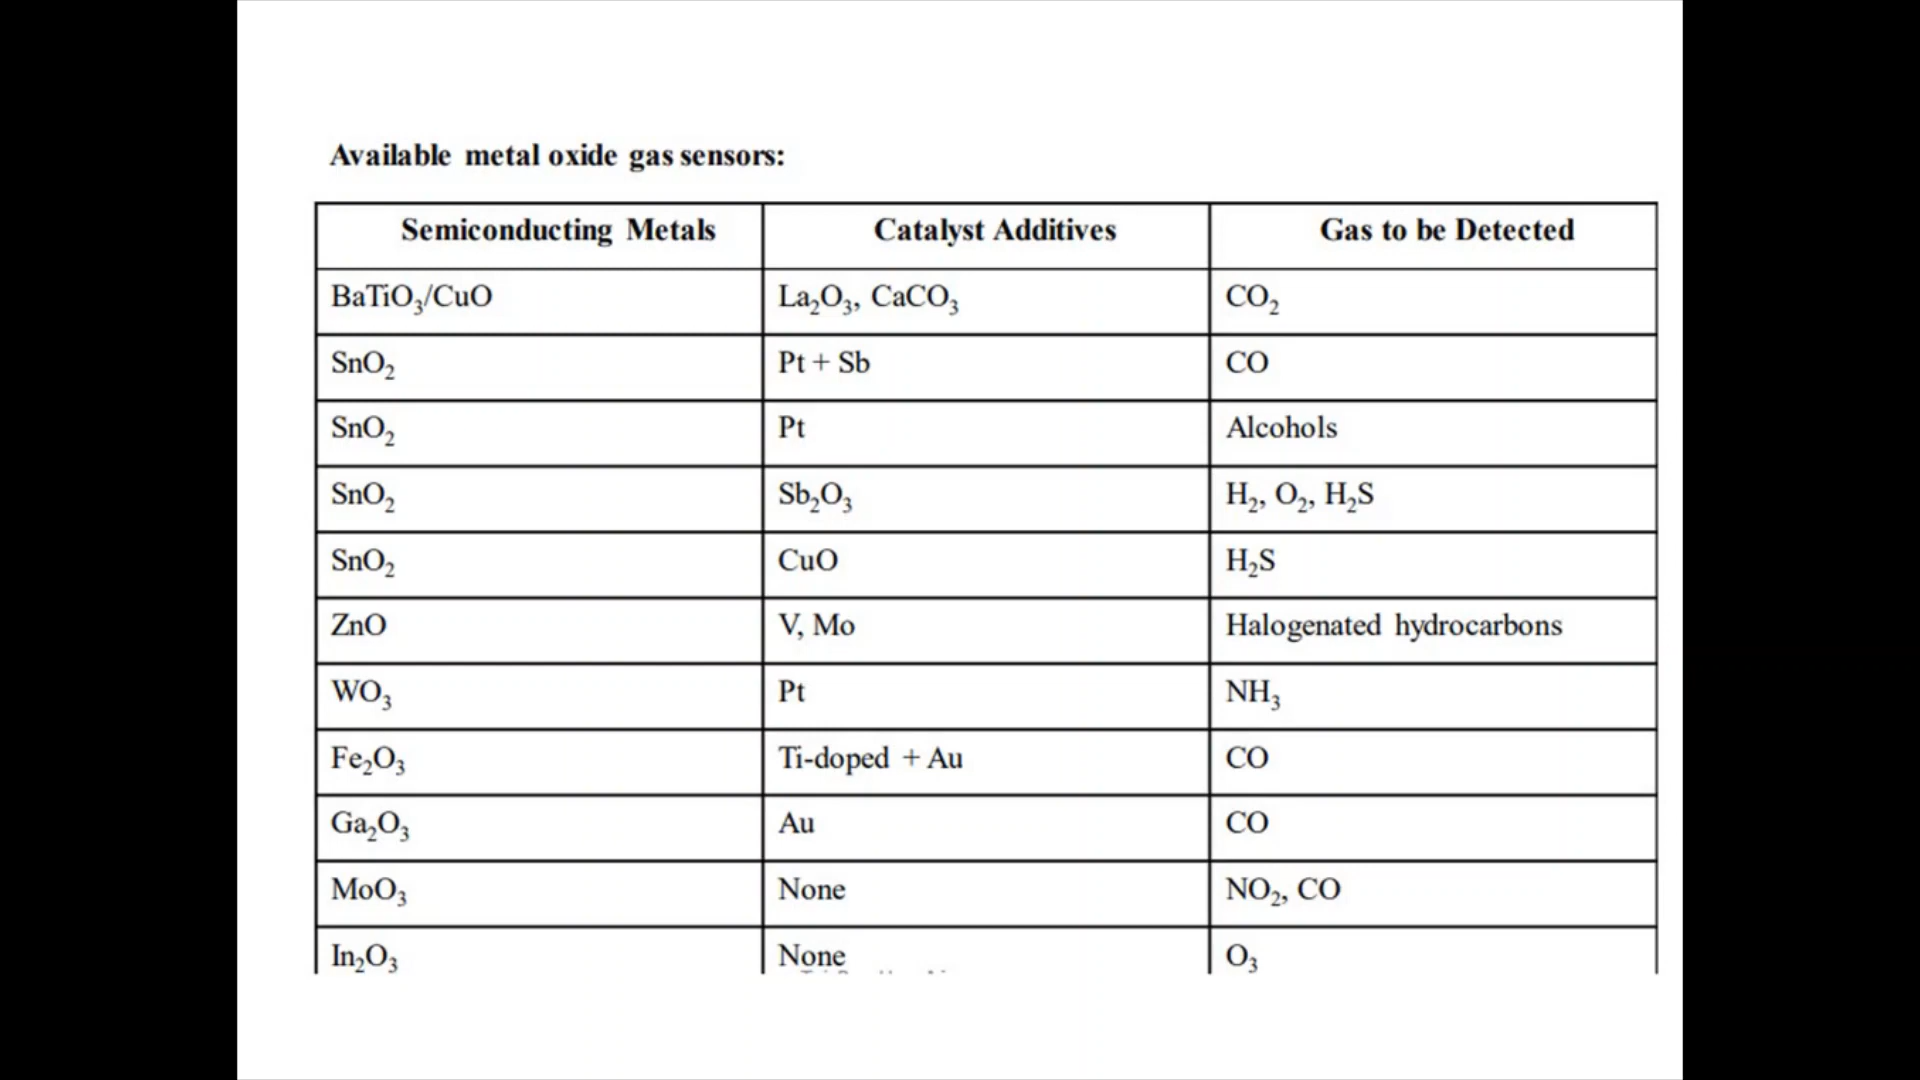 Available metal oxide gas sensors:
Semiconducting Metals Catalyst Additives Gas to be Detected
BaTiO₃/CuO La₂O₃, CaCO₃ CO₂
SnO₂ Pt + Sb CO
SnO₂ Pt Alcohols
SnO₂ Sb₂O₃ H₂, O₂, H₂S
SnO₂ CuO H₂S
ZnO V, Mo Halogenated hydrocarbons
WO₃ Pt NH₃
Fe₂O₃ Ti-doped + Au CO
Ga₂O₃ Au CO
MoO₃ None NO₂, CO
In₂O₃ None O₃